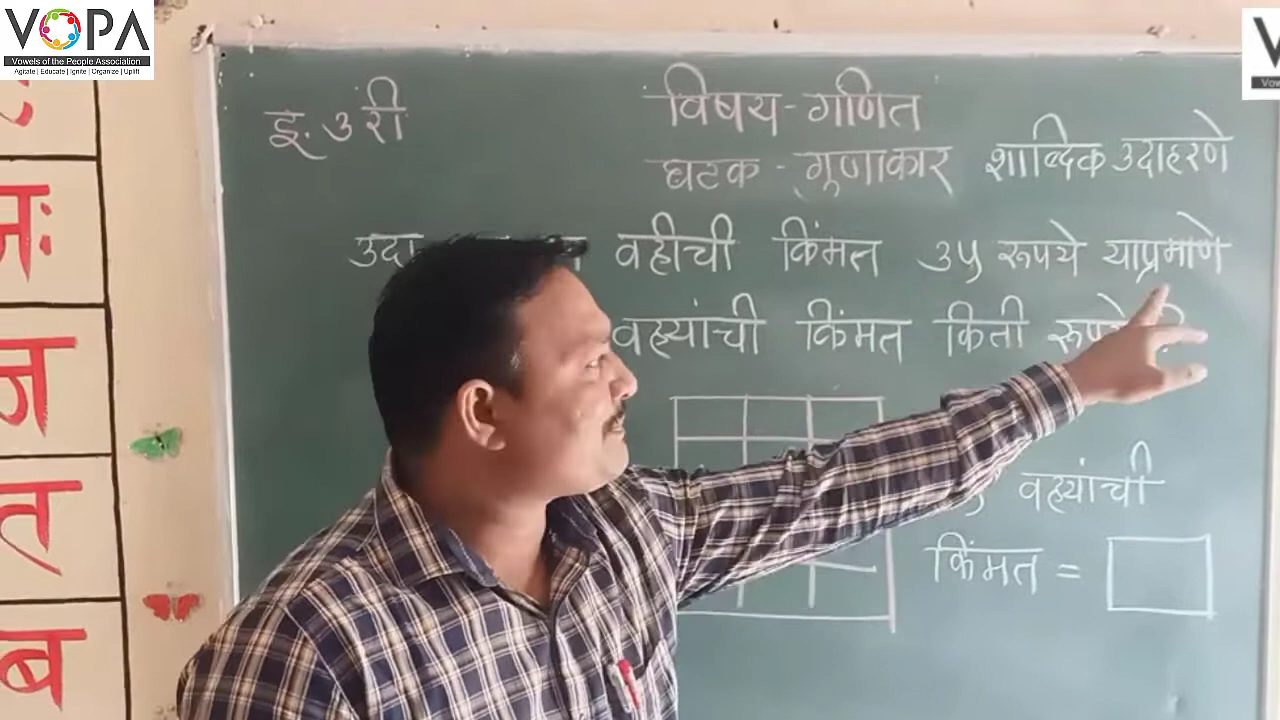 VOPA
Vowels of the People Association
Agitate | Educate | Ignite | Organize | Uplift
इ. ३ री
विषय - गणित
घटक - गुणाकार शाब्दिक उदाहरणे
उदा वहीची किंमत ३५ रूपये याप्रमाणे
वह्यांची किंमत किती
वह्यांची
किंमत =
ज
त
ब